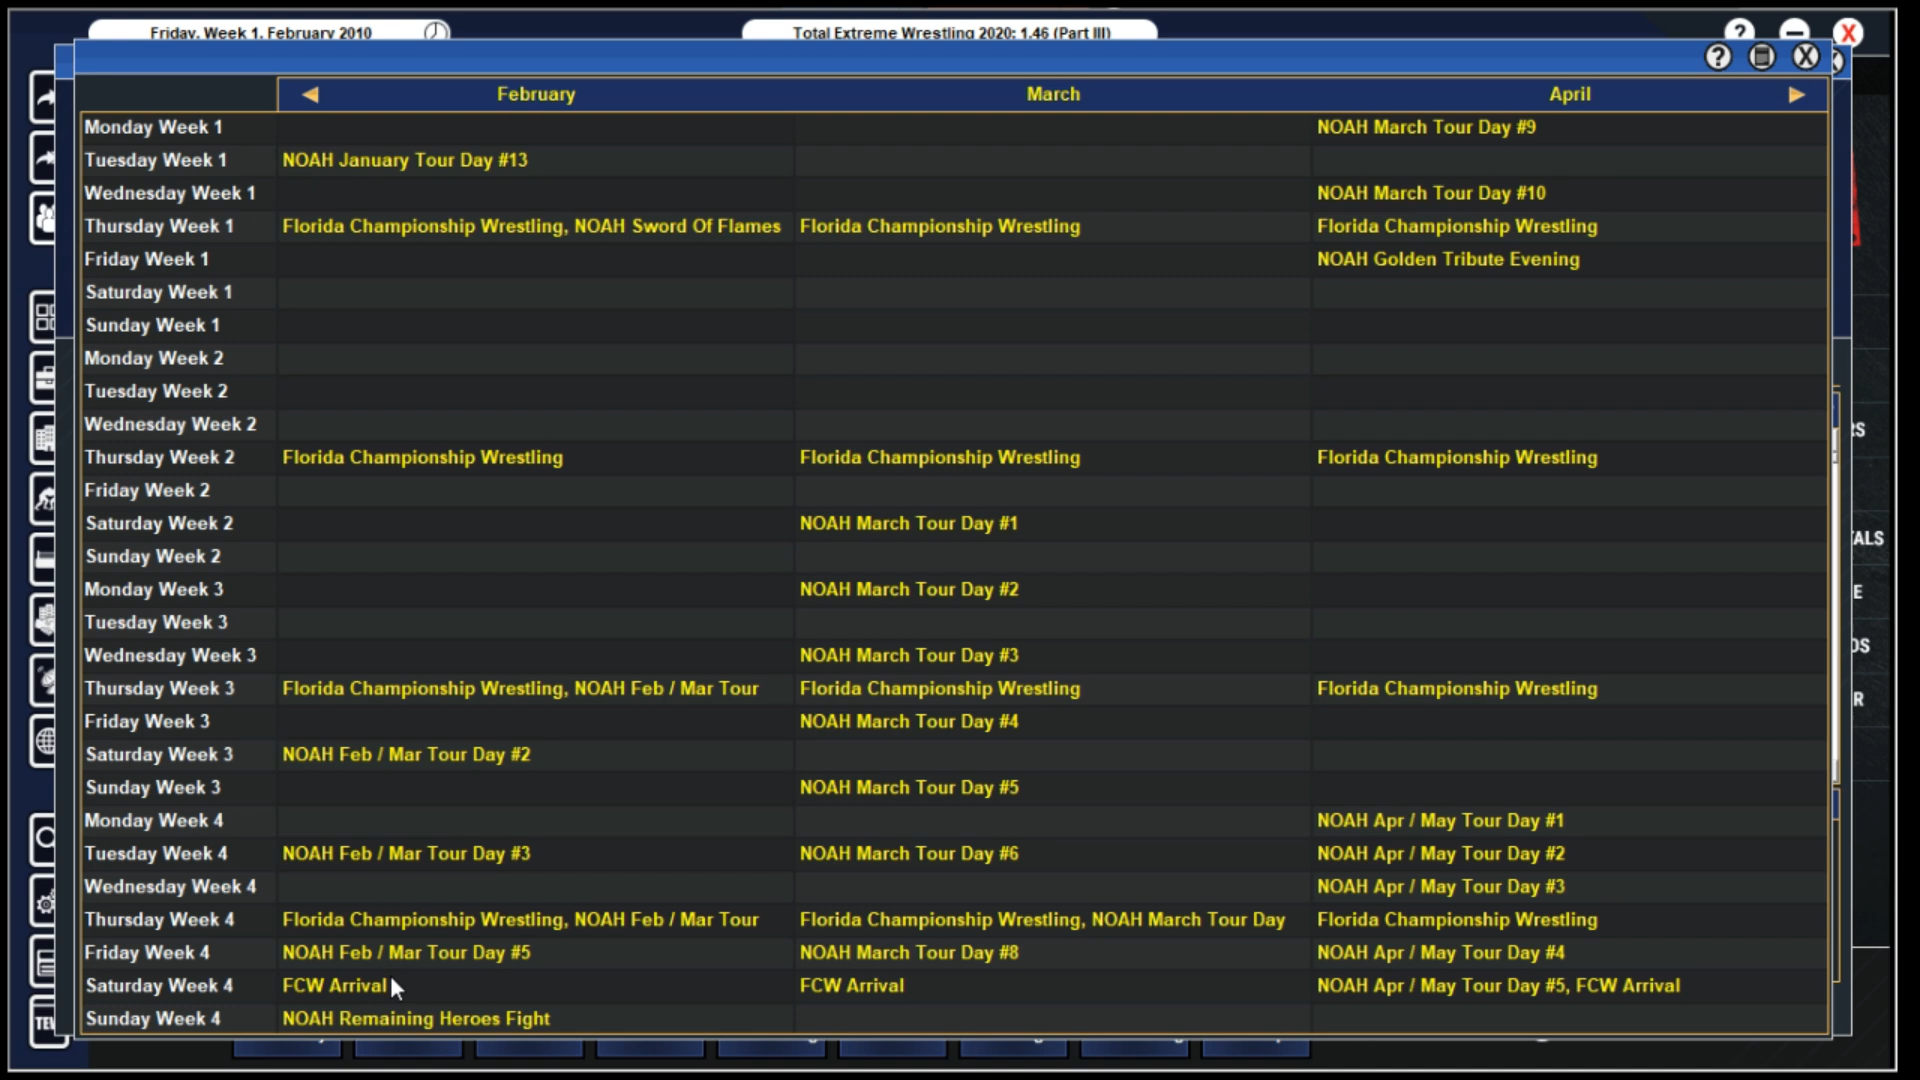 Friday, Week 1, February 2010
Total Extreme Wrestling 2020: 1.46 (Part III)
February March April
Monday Week 1 NOAH March Tour Day #9
Tuesday Week 1 NOAH January Tour Day #13
Wednesday Week 1 NOAH March Tour Day #10
Thursday Week 1 Florida Championship Wrestling, NOAH Sword Of Flames Florida Championship Wrestling Florida Championship Wrestling
Friday Week 1 NOAH Golden Tribute Evening
Saturday Week 1
Sunday Week 1
Monday Week 2
Tuesday Week 2
Wednesday Week 2
Thursday Week 2 Florida Championship Wrestling Florida Championship Wrestling Florida Championship Wrestling
Friday Week 2
Saturday Week 2 NOAH March Tour Day #1
Sunday Week 2
Monday Week 3 NOAH March Tour Day #2
Tuesday Week 3
Wednesday Week 3 NOAH March Tour Day #3
Thursday Week 3 Florida Championship Wrestling, NOAH Feb / Mar Tour Florida Championship Wrestling Florida Championship Wrestling
Friday Week 3 NOAH March Tour Day #4
Saturday Week 3 NOAH Feb / Mar Tour Day #2
Sunday Week 3 NOAH March Tour Day #5
Monday Week 4 NOAH Apr / May Tour Day #1
Tuesday Week 4 NOAH Feb / Mar Tour Day #3 NOAH March Tour Day #6 NOAH Apr / May Tour Day #2
Wednesday Week 4 NOAH Apr / May Tour Day #3
Thursday Week 4 Florida Championship Wrestling, NOAH Feb / Mar Tour Florida Championship Wrestling, NOAH March Tour Day Florida Championship Wrestling
Friday Week 4 NOAH Feb / Mar Tour Day #5 NOAH March Tour Day #8 NOAH Apr / May Tour Day #4
Saturday Week 4 FCW Arrival FCW Arrival NOAH Apr / May Tour Day #5, FCW Arrival
Sunday Week 4 NOAH Remaining Heroes Fight